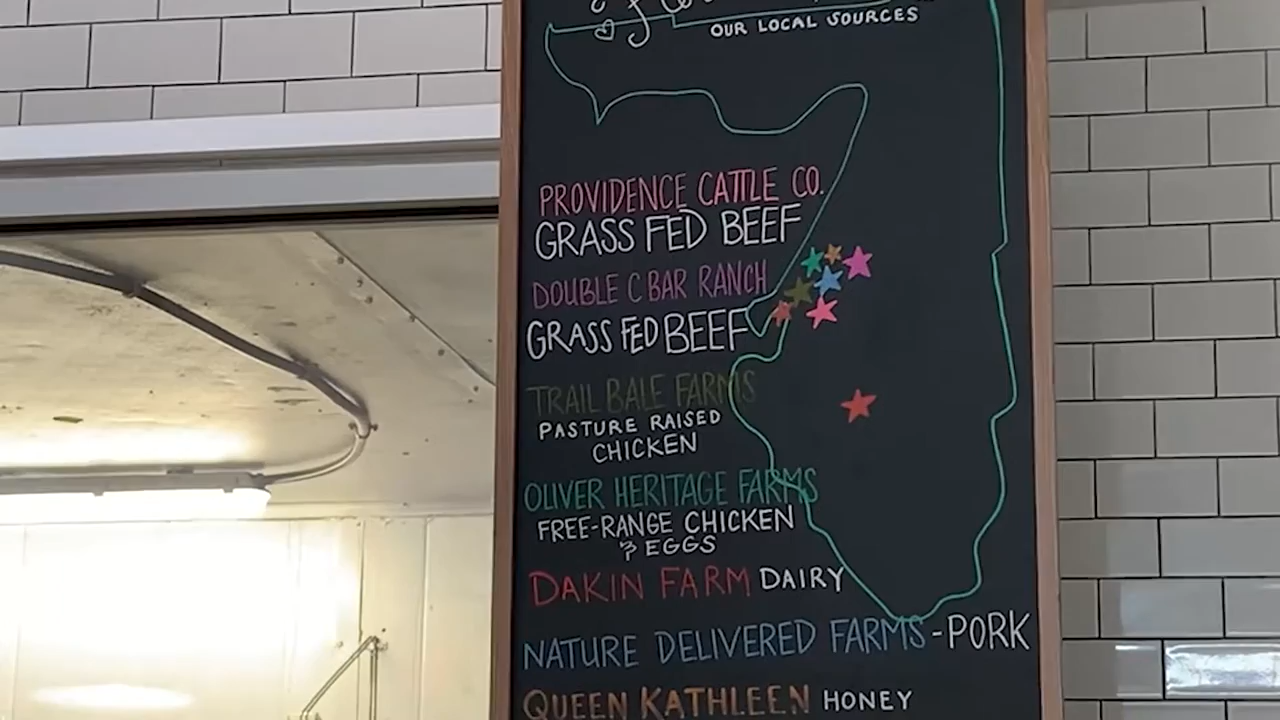 OUR LOCAL SOURCES
PROVIDENCE CATTLE CO.
GRASS FED BEEF
DOUBLE C BAR RANCH
GRASS FED BEEF
TRAIL BALE FARMS
PASTURE RAISED
CHICKEN
OLIVER HERITAGE FARMS
FREE-RANGE CHICKEN
& EGGS
DAKIN FARM DAIRY
NATURE DELIVERED FARMS - PORK
QUEEN KATHLEEN HONEY